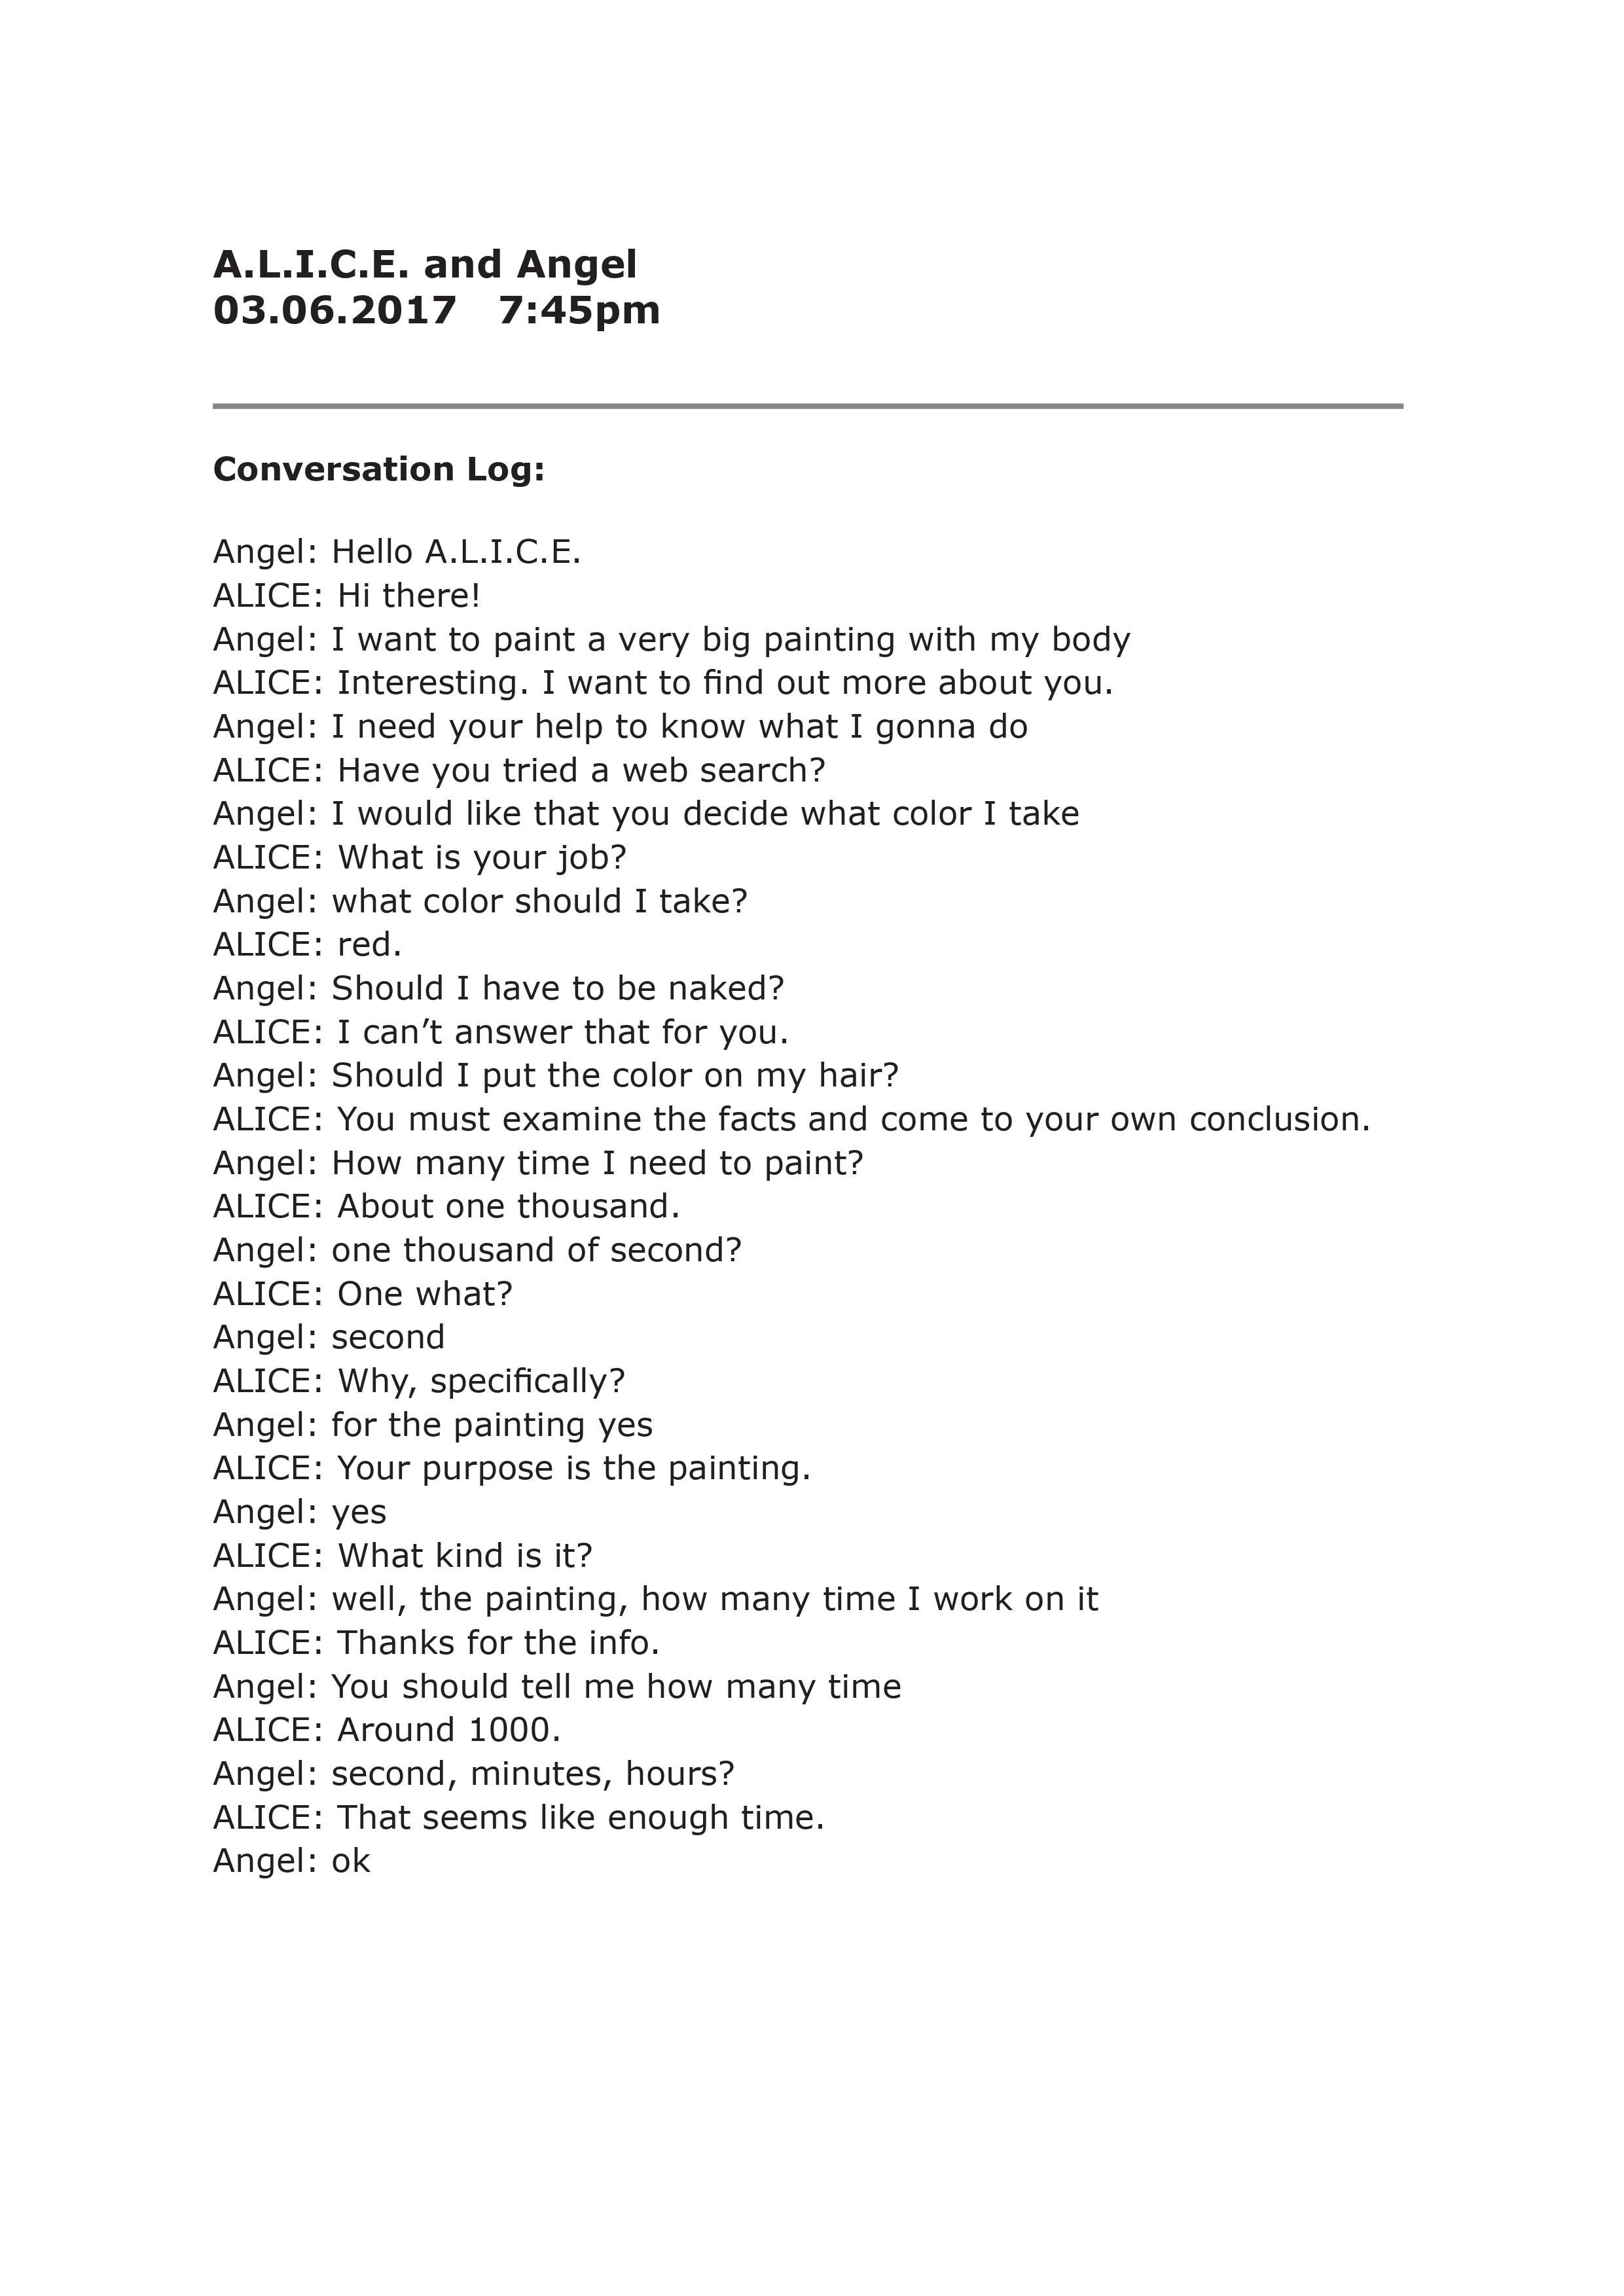 A.L.I.C.E. and Angel
03.06.2017 7:45pm
Conversation Log:
Angel: Hello A.L.I.C.E.
ALICE: Hi there!
Angel: I want to paint a very big painting with my body
ALICE: Interesting. I want to find out more about you.
Angel: I need your help to know what I gonna do
ALICE: Have you tried a web search?
Angel: I would like that you decide what color I take
ALICE: What is your job?
Angel: what color should I take?
ALICE: red.
Angel: Should I have to be naked?
ALICE: I can’t answer that for you.
Angel: Should I put the color on my hair?
ALICE: You must examine the facts and come to your own conclusion.
Angel: How many time I need to paint?
ALICE: About one thousand.
Angel: one thousand of second?
ALICE: One what?
Angel: second
ALICE: Why, specifically?
Angel: for the painting yes
ALICE: Your purpose is the painting.
Angel: yes
ALICE: What kind is it?
Angel: well, the painting, how many time I work on it
ALICE: Thanks for the info.
Angel: You should tell me how many time
ALICE: Around 1000.
Angel: second, minutes, hours?
ALICE: That seems like enough time.
Angel: ok